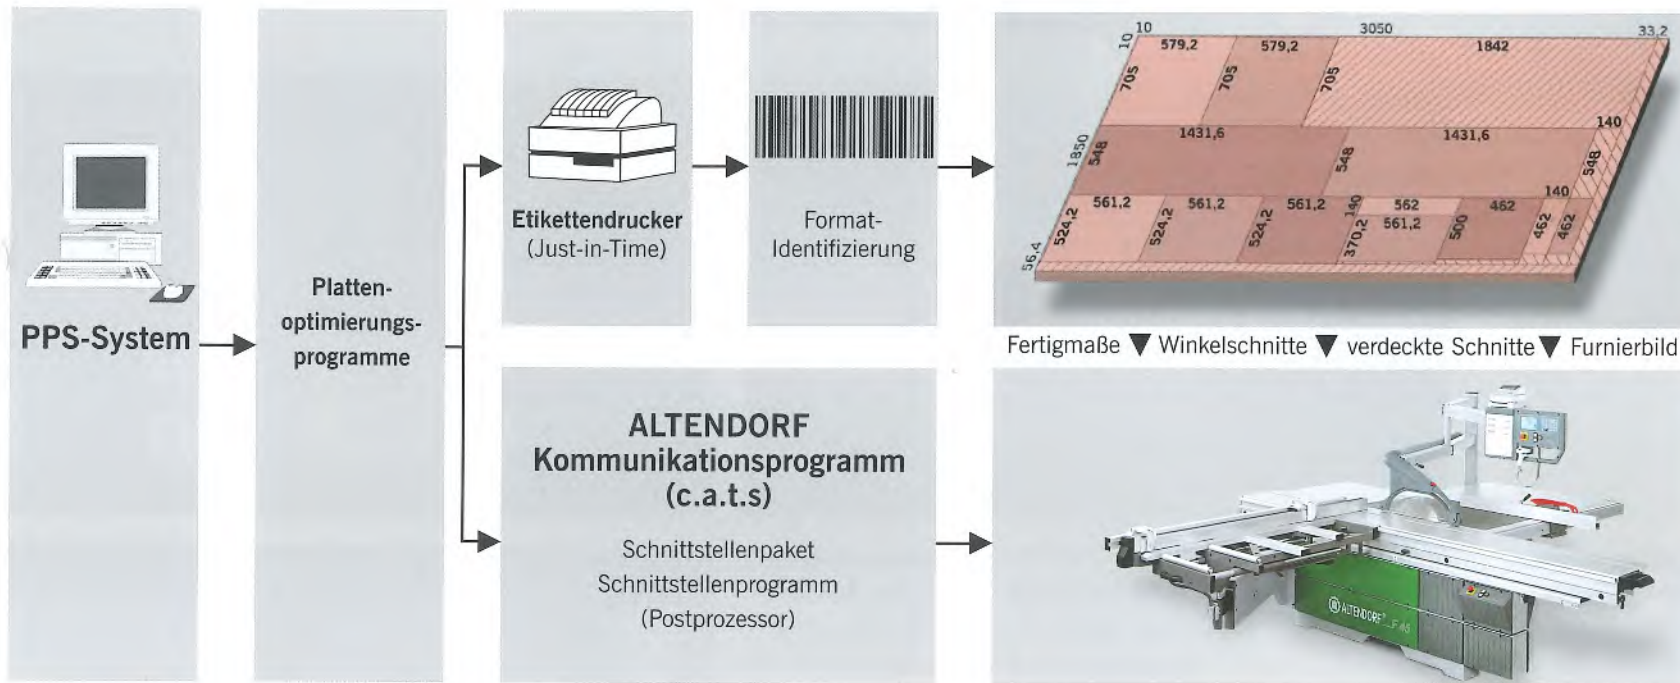 PPS-System
Platten-
optimierungs-
programme
Etikettendrucker
(Just-in-Time)
Format-
Identifizierung
10 3050 33,2
10 579,2 579,2 1842
705 705 705
1850 1431,6 1431,6 140
548 548 548
140
561,2 561,2 561,2 140 562 462
524,2 524,2 524,2 370,2 561,2 500 462 462
56,4
Fertigmaße ▼ Winkelschnitte ▼ verdeckte Schnitte ▼ Furnierbild
ALTENDORF
Kommunikationsprogramm
(c.a.t.s)
Schnittstellenpaket
Schnittstellenprogramm
(Postprozessor)
ALTENDORF® F 45